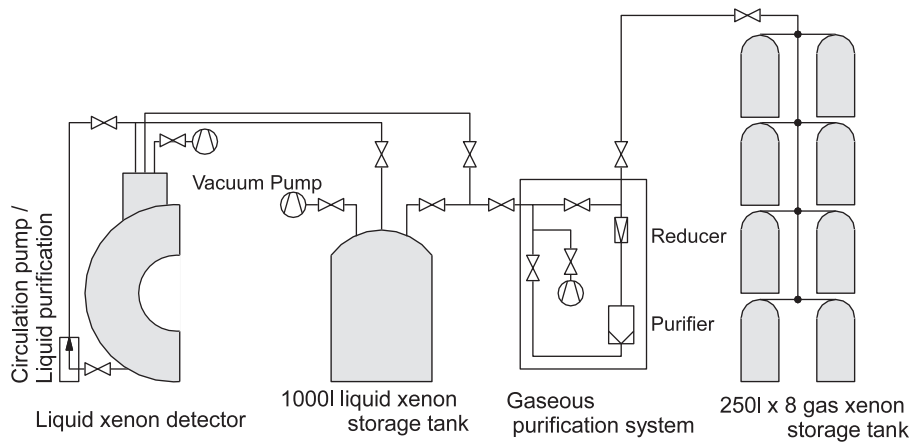 Circulation pump /
Liquid purification
Vacuum Pump
Reducer
Purifier
Liquid xenon detector
1000l liquid xenon
storage tank
Gaseous
purification system
250l x 8 gas xenon
storage tank